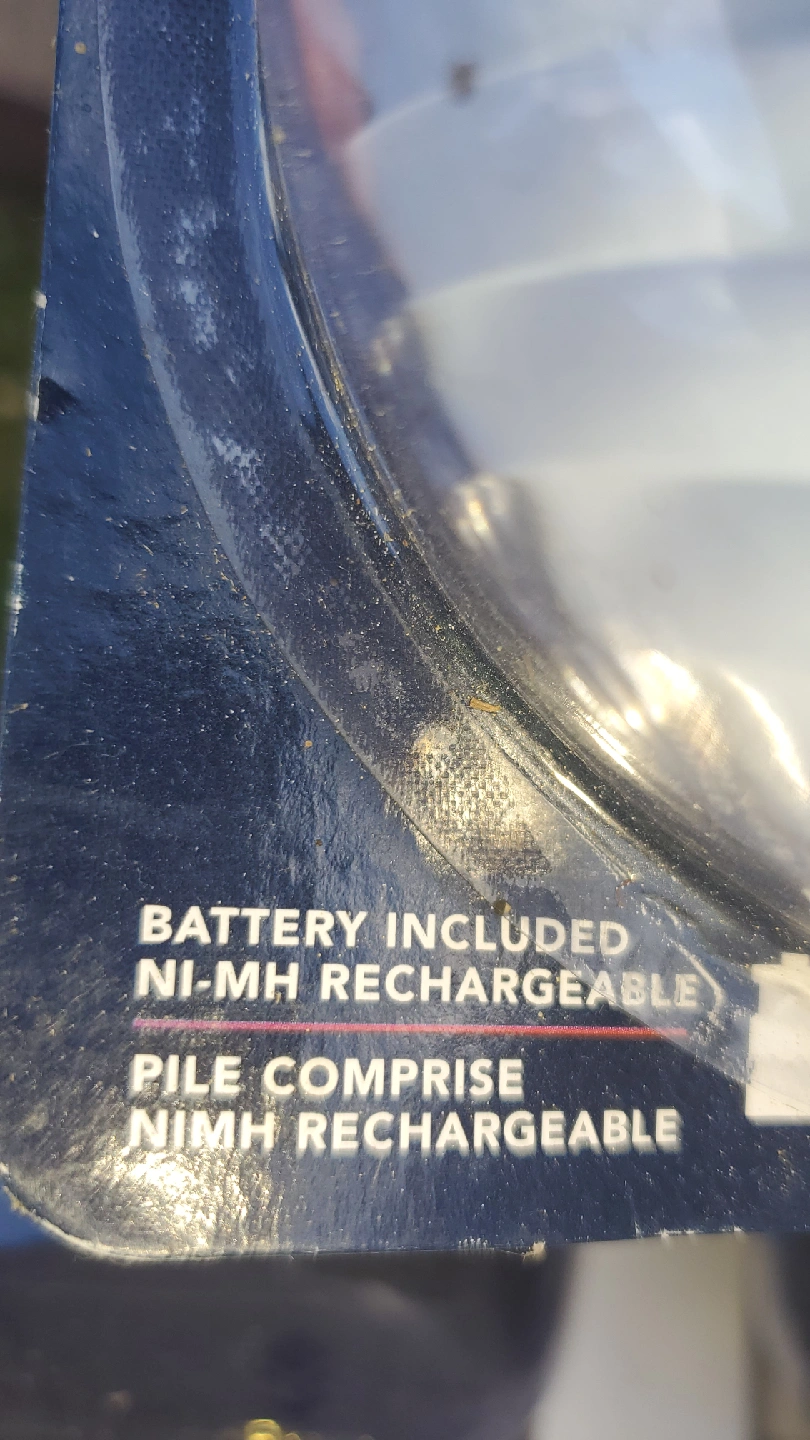 BATTERY INCLUDED
NI-MH RECHARGEABLE
PILE COMPRISE
NIMH RECHARGEABLE